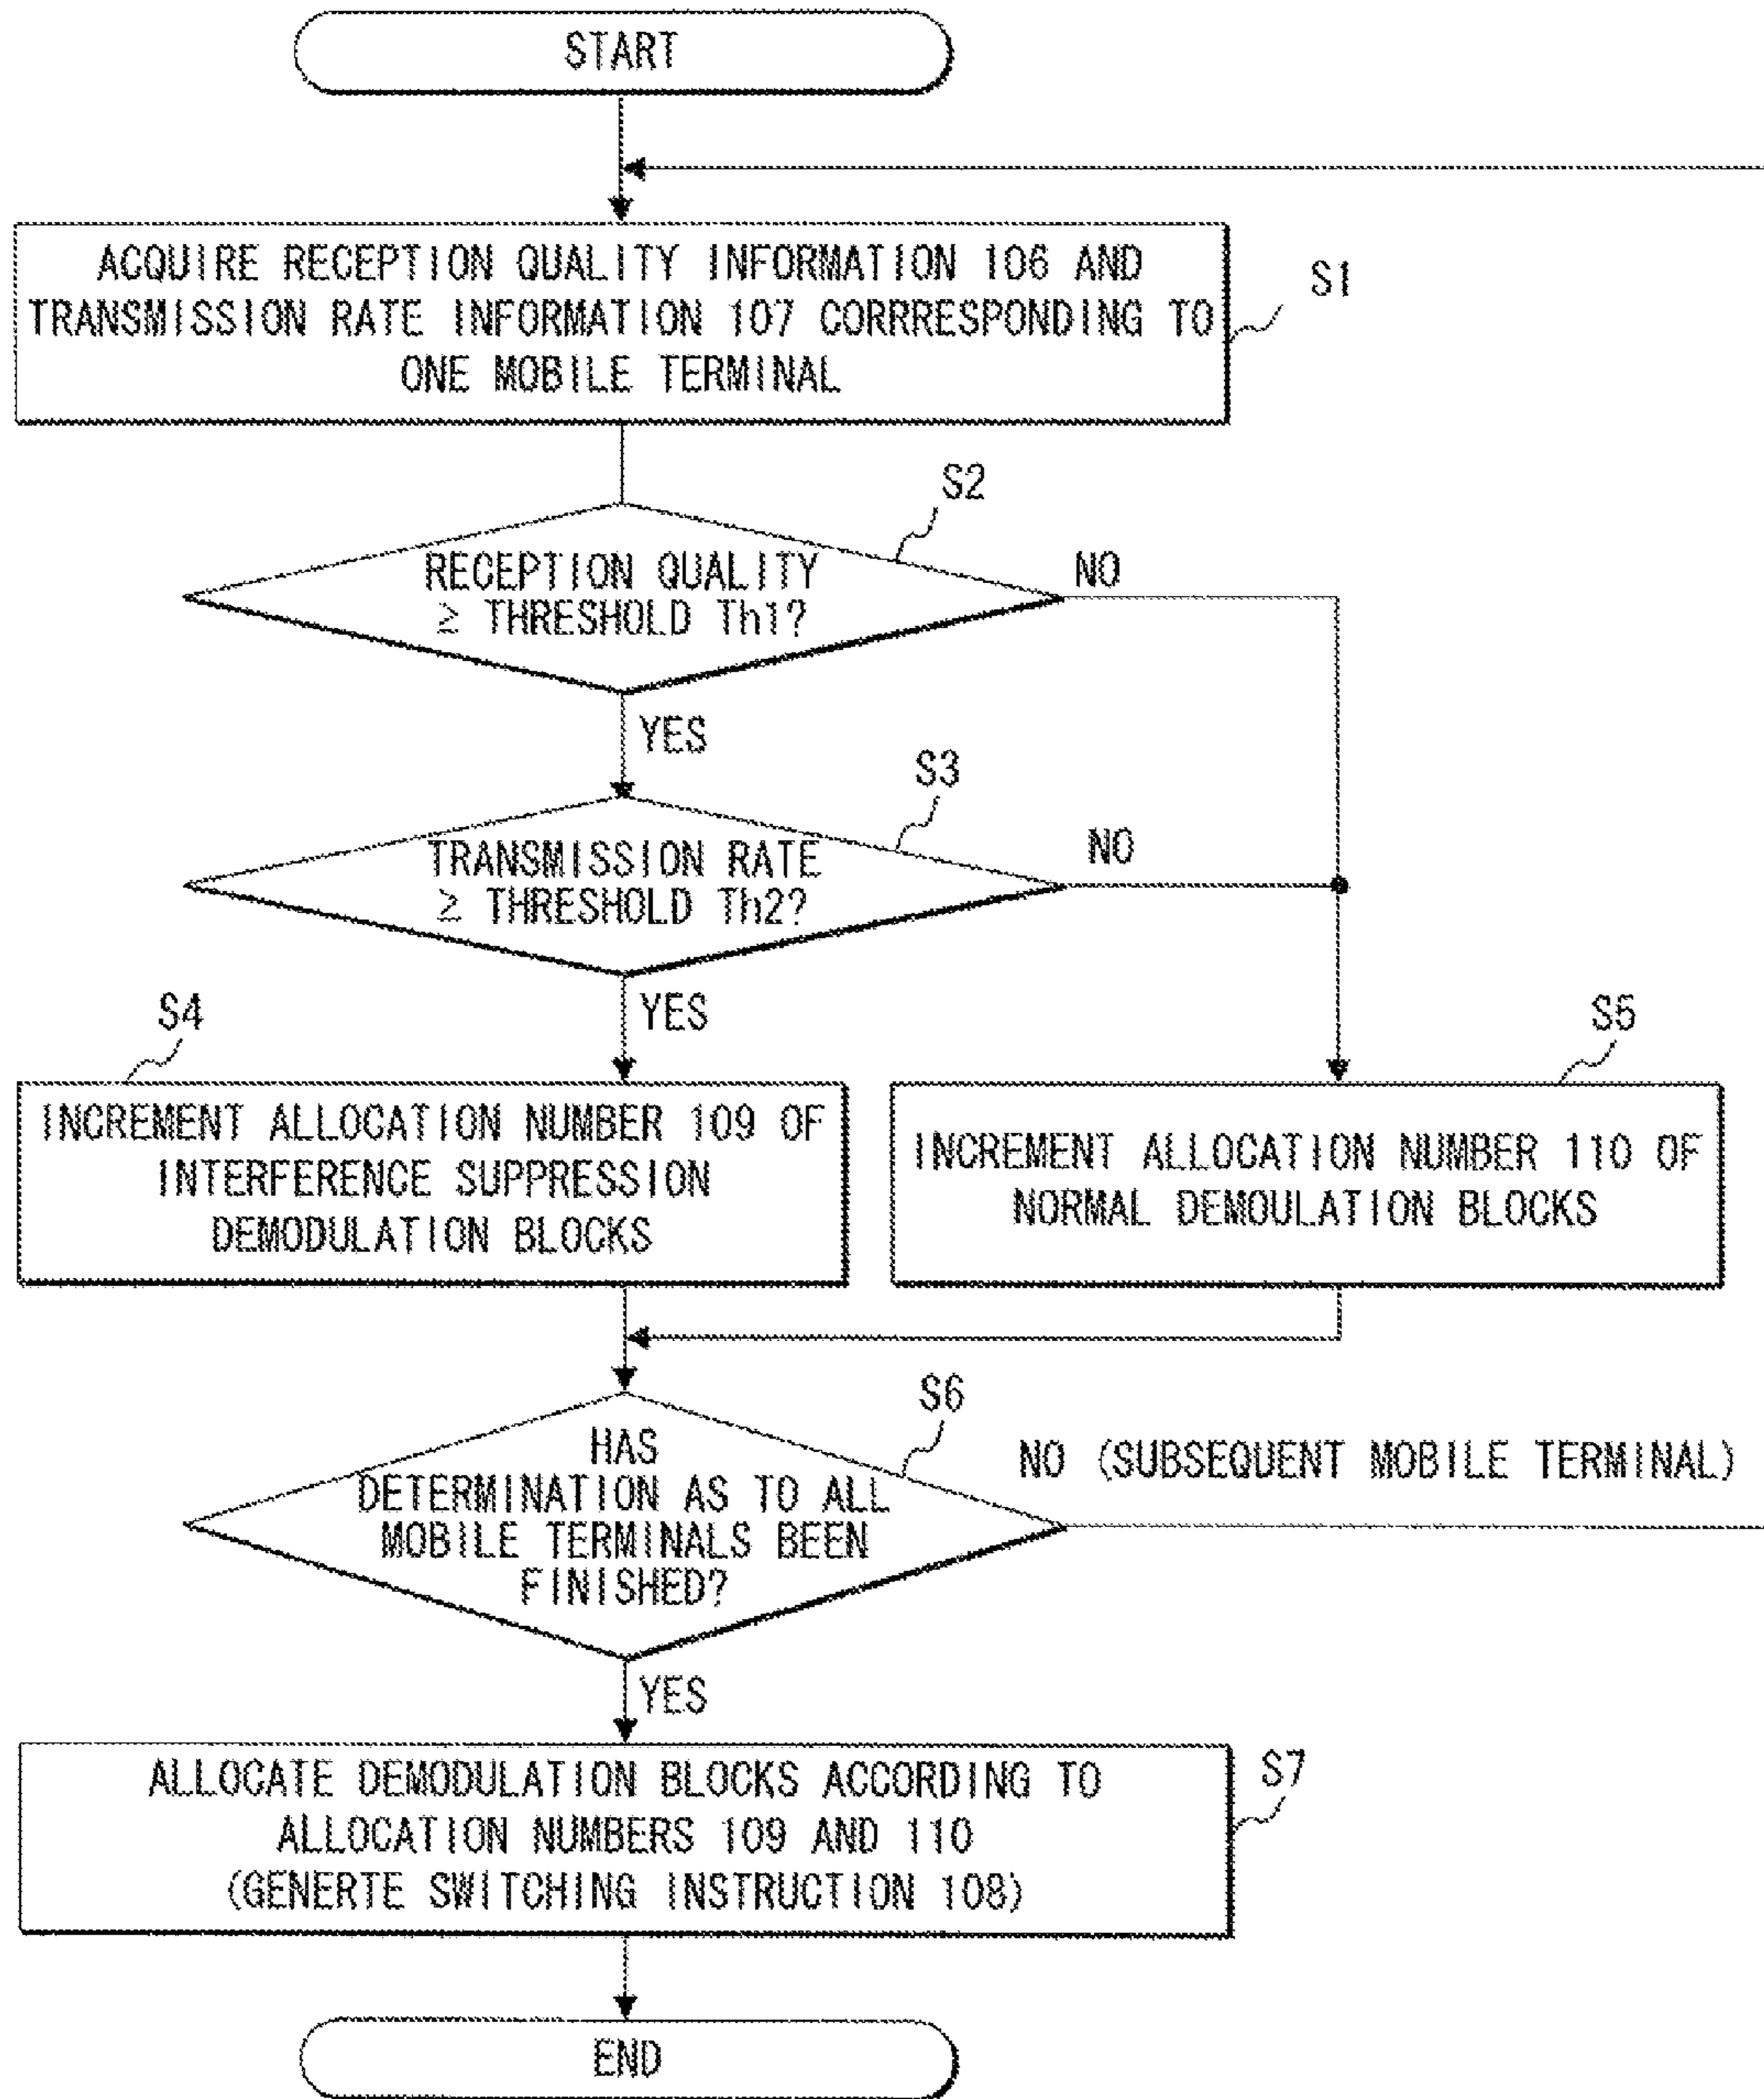 START
ACQUIRE RECEPTION QUALITY INFORMATION 106 AND
TRANSMISSION RATE INFORMATION 107 CORRRESPONDING TO
ONE MOBILE TERMINAL
S1
S2
RECEPTION QUALITY
≥ THRESHOLD Th1?
NO
YES
S3
TRANSMISSION RATE
≥ THRESHOLD Th2?
NO
YES
S4
INCREMENT ALLOCATION NUMBER 109 OF
INTERFERENCE SUPPRESSION
DEMODULATION BLOCKS
S5
INCREMENT ALLOCATION NUMBER 110 OF
NORMAL DEMOULATION BLOCKS
S6
HAS
DETERMINATION AS TO ALL
MOBILE TERMINALS BEEN
FINISHED?
NO (SUBSEQUENT MOBILE TERMINAL)
YES
ALLOCATE DEMODULATION BLOCKS ACCORDING TO
ALLOCATION NUMBERS 109 AND 110
(GENERTE SWITCHING INSTRUCTION 108)
S7
END